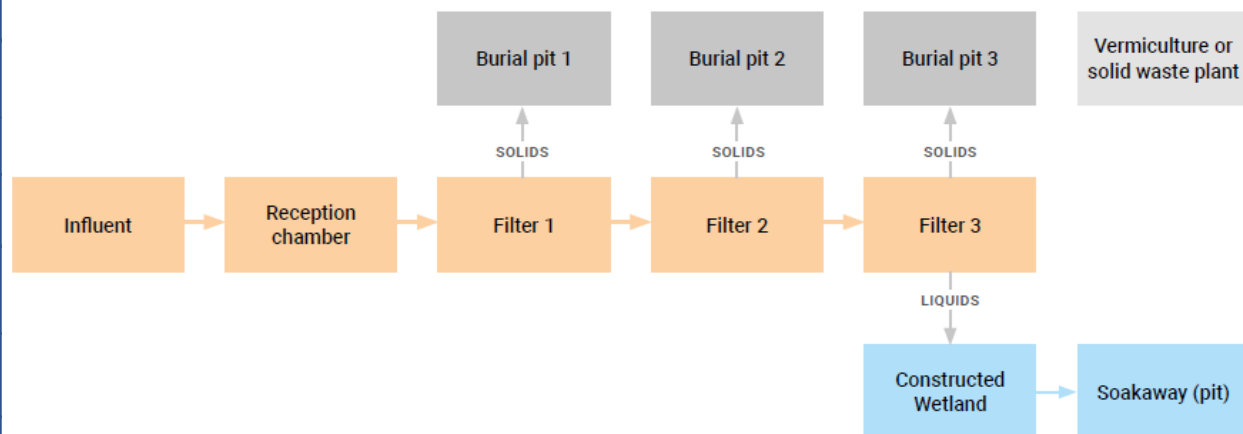 Burial pit 1
Burial pit 2
Burial pit 3
Vermiculture or
solid waste plant
SOLIDS
SOLIDS
SOLIDS
Influent
Reception
chamber
Filter 1
Filter 2
Filter 3
LIQUIDS
Constructed
Wetland
Soakaway (pit)